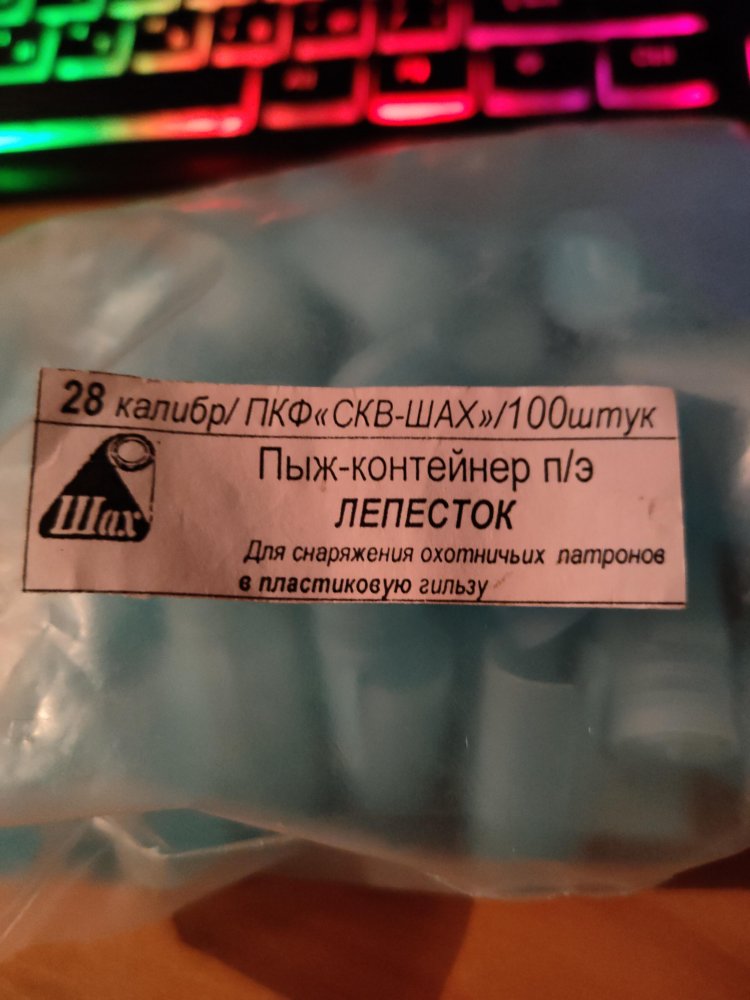 28 калибр/ ПКФ«СКВ-ШАХ»/100штук
Шах
Пыж-контейнер п/э
ЛЕПЕСТОК
Для снаряжения охотничьих патронов
в пластиковую гильзу